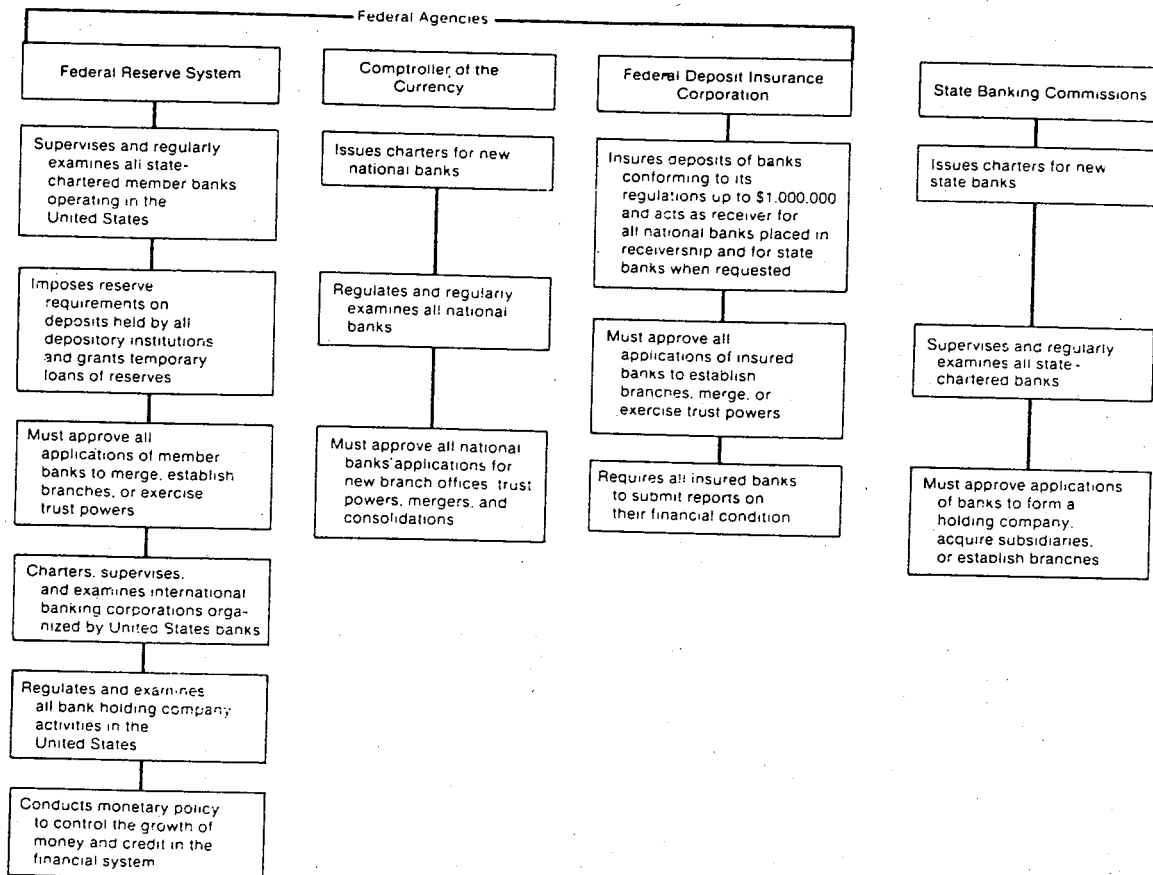 Federal Agencies
Federal Reserve System
Supervises and regularly
examines all state-
chartered member banks
operating in the
United States
Imposes reserve
requirements on
deposits held by all
depository institutions
and grants temporary
loans of reserves
Must approve all
applications of member
banks to merge, establish
branches, or exercise
trust powers
Charters, supervises,
and examines international
banking corporations orga-
nized by United States banks
Regulates and examines
all bank holding company
activities in the
United States
Conducts monetary policy
to control the growth of
money and credit in the
financial system
Comptroller of the
Currency
Issues charters for new
national banks
Regulates and regularly
examines all national
banks
Must approve all national
banks' applications for
new branch offices trust
powers, mergers, and
consolidations
Federal Deposit Insurance
Corporation
Insures deposits of banks
conforming to its
regulations up to $1.000.000
and acts as receiver for
all national banks placed in
receivership and for state
banks when requested
Must approve all
applications of insured
banks to establish
branches, merge, or
exercise trust powers
Requires all insured banks
to submit reports on
their financial condition
State Banking Commissions
Issues charters for new
state banks
Supervises and regularly
examines all state-
chartered banks
Must approve applications
of banks to form a
holding company,
acquire subsidiaries,
or establish branches